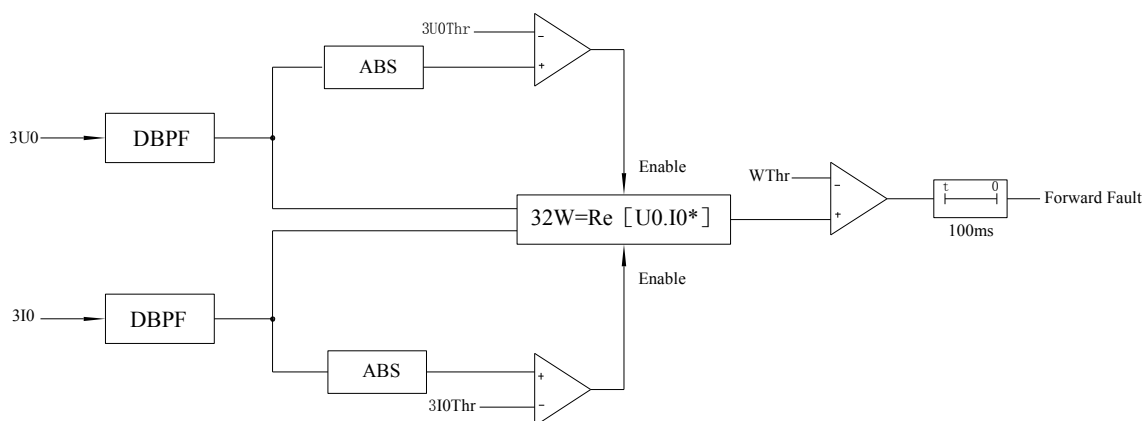 3U0Thr
-
+
ABS
3U0
DBPF
Enable
WThr
-
+
t 0
Forward Fault
100ms
32W=Re [U0.I0*]
Enable
3I0
DBPF
ABS
+
3I0Thr
-